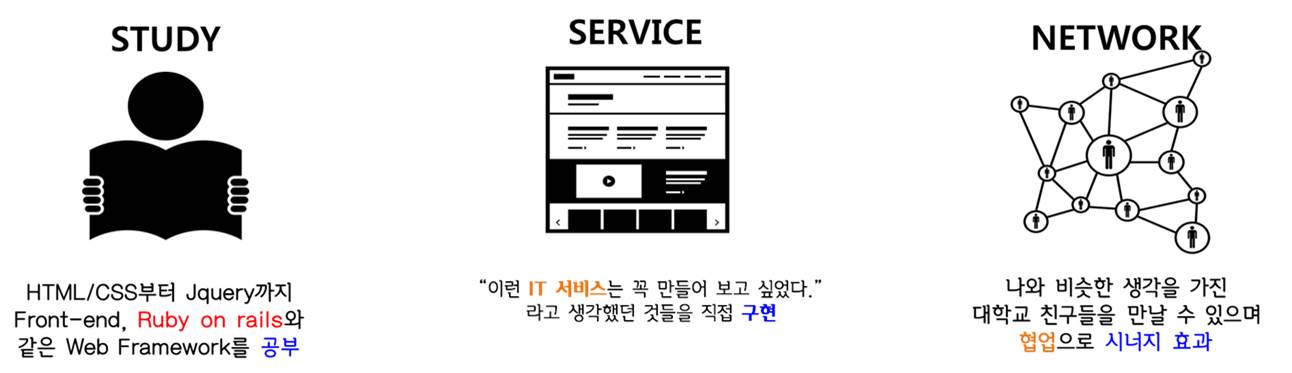 STUDY
HTML/CSS부터 Jquery까지
Front-end, Ruby on rails와
같은 Web Framework를 공부
SERVICE
“이런 IT 서비스는 꼭 만들어 보고 싶었다.”
라고 생각했던 것들을 직접 구현
NETWORK
나와 비슷한 생각을 가진
대학교 친구들을 만날 수 있으며
협업으로 시너지 효과